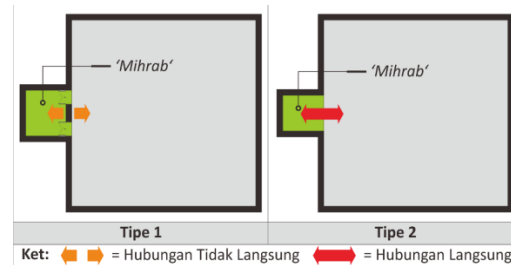 'Mihrab'
'Mihrab'
Tipe 1
Tipe 2
Ket: = Hubungan Tidak Langsung = Hubungan Langsung